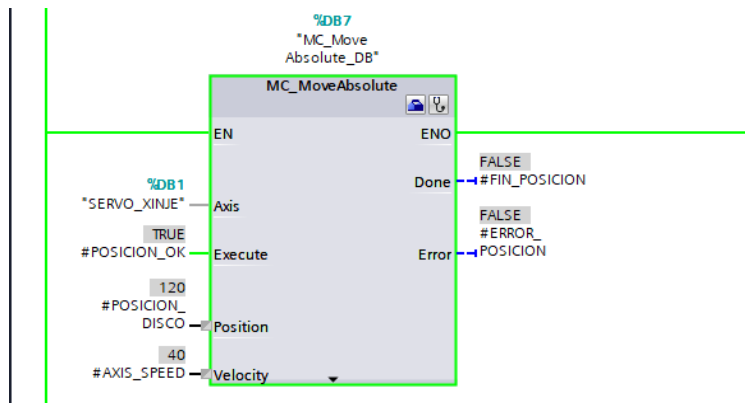 %DB7
"MC_Move
Absolute_DB"
MC_MoveAbsolute
EN
ENO
%DB1
"SERVO_XINJE"
Axis
FALSE
Done
#FIN_POSICION
TRUE
#POSICION_OK
Execute
FALSE
#ERROR_
POSICION
Error
120
#POSICION_
DISCO
Position
40
#AXIS_SPEED
Velocity